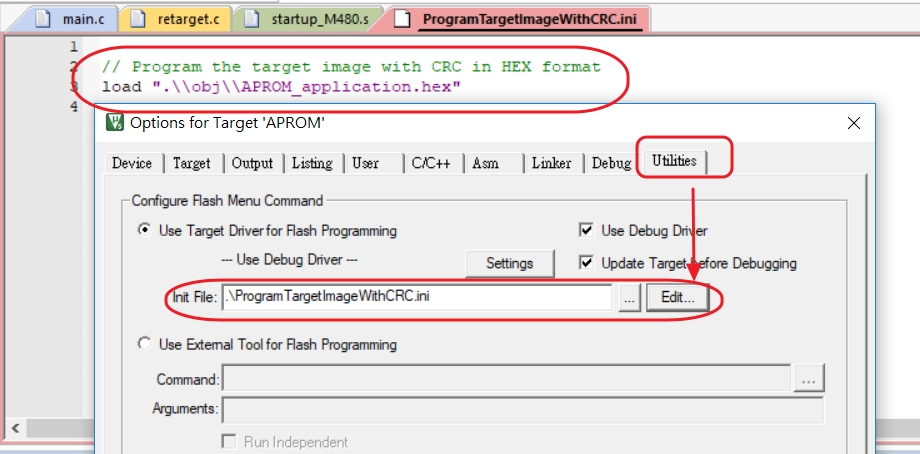 main.c retarget.c startup_M480.s ProgramTargetImageWithCRC.ini
1
2 // Program the target image with CRC in HEX format
3 load ".\\obj\\APROM_application.hex"
4
Options for Target 'APROM'
Device Target Output Listing User C/C++ Asm Linker Debug Utilities
Configure Flash Menu Command
Use Target Driver for Flash Programming Use Debug Driver
--- Use Debug Driver --- Settings Update Target before Debugging
Init File: .\ProgramTargetImageWithCRC.ini ... Edit...
Use External Tool for Flash Programming
Command: ...
Arguments:
Run Independent